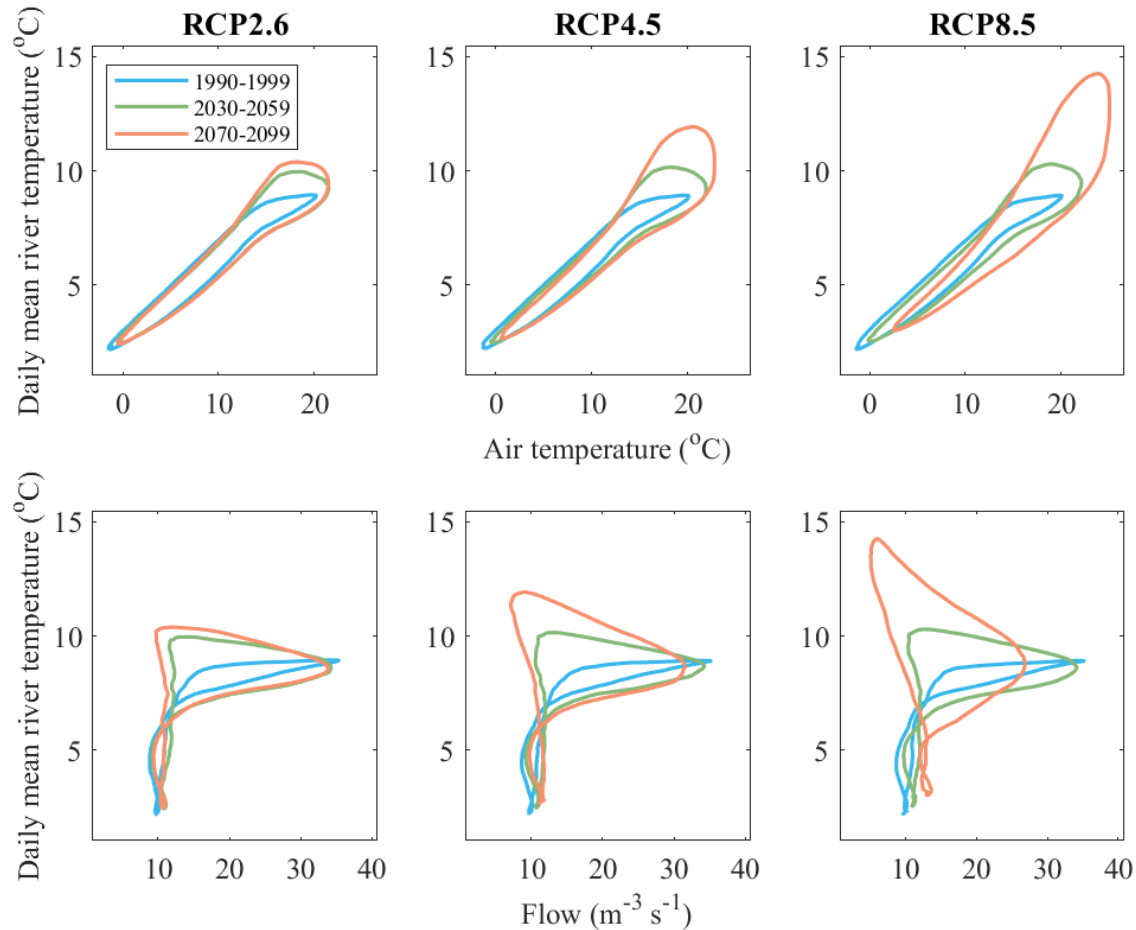 RCP2.6 RCP4.5 RCP8.5
Daily mean river temperature (°C)
15 15 15
10 10 10
5 5 5
1990-1999
2030-2059
2070-2099
0 10 20 0 10 20 0 10 20
Air temperature (°C)
Daily mean river temperature (°C)
15 15 15
10 10 10
5 5 5
10 20 30 40 10 20 30 40 10 20 30 40
Flow (m⁻³ s⁻¹)